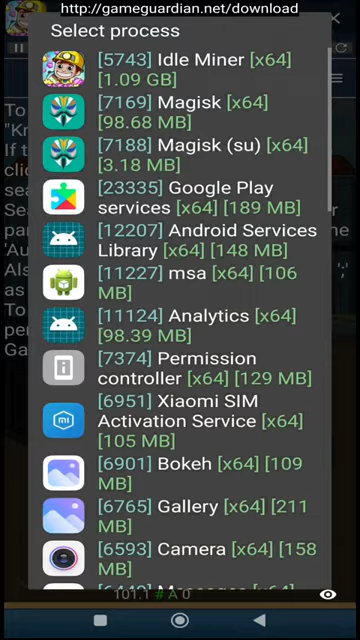 http://gameguardian.net/download
Select process
[5743] Idle Miner [x64]
[1.09 GB]
[7169] Magisk [x64]
[98.68 MB]
[7188] Magisk (su) [x64]
[3.18 MB]
[23335] Google Play
services [x64] [189 MB]
[12207] Android Services
Library [x64] [148 MB]
[11227] msa [x64] [106
MB]
[11124] Analytics [x64]
[98.39 MB]
[7374] Permission
controller [x64] [129 MB]
[6951] Xiaomi SIM
Activation Service [x64]
[105 MB]
[6901] Bokeh [x64] [109
MB]
[6765] Gallery [x64] [211
MB]
[6593] Camera [x64] [158
MB]
101.1 # A 0